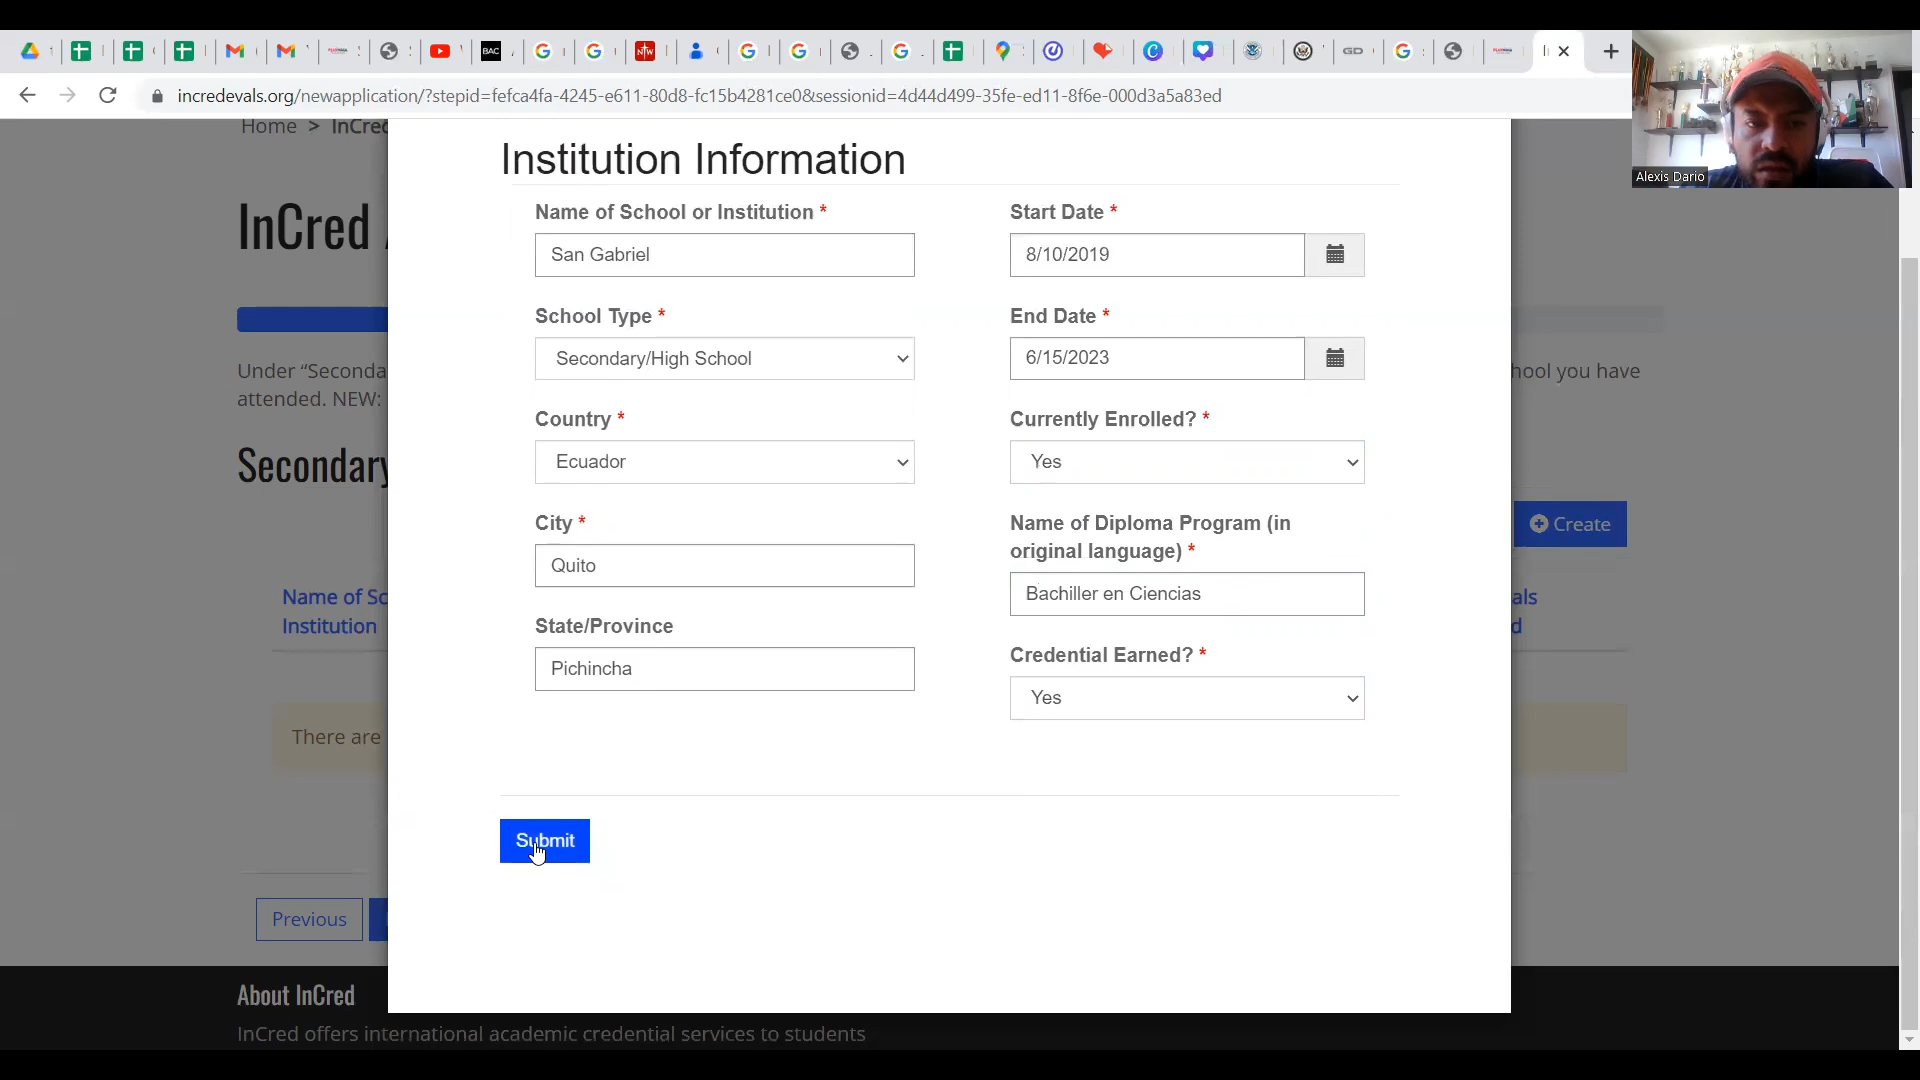 incredevals.org/newapplication/?stepid=fefca4fa-4245-e611-80d8-fc15b4281ce0&sessionid=4d44d499-35fe-ed11-8f6e-000d3a5a83ed
Alexis Dario
Home > InCred
InCred
Under “Seconda
hool you have
attended. NEW:
Secondary
Create
Name of Sc
Institution
als
d
There are
Previous
Institution Information
Name of School or Institution *
San Gabriel
School Type *
Secondary/High School
Country *
Ecuador
City *
Quito
State/Province
Pichincha
Start Date *
8/10/2019
End Date *
6/15/2023
Currently Enrolled? *
Yes
Name of Diploma Program (in
original language) *
Bachiller en Ciencias
Credential Earned? *
Yes
Submit
About InCred
InCred offers international academic credential services to students